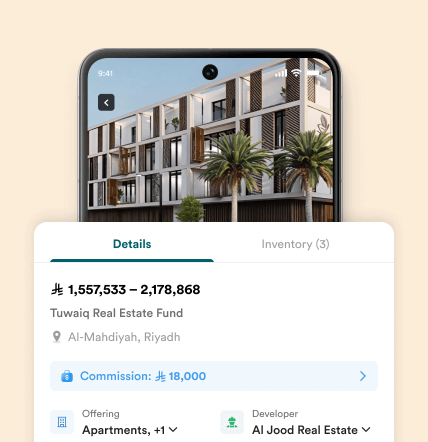 9:41
Details
Inventory (3)
⃁ 1,557,533 – 2,178,868
Tuwaiq Real Estate Fund
Al-Mahdiyah, Riyadh
Commission: ⃁ 18,000
Offering
Apartments, +1
Developer
Al Jood Real Estate